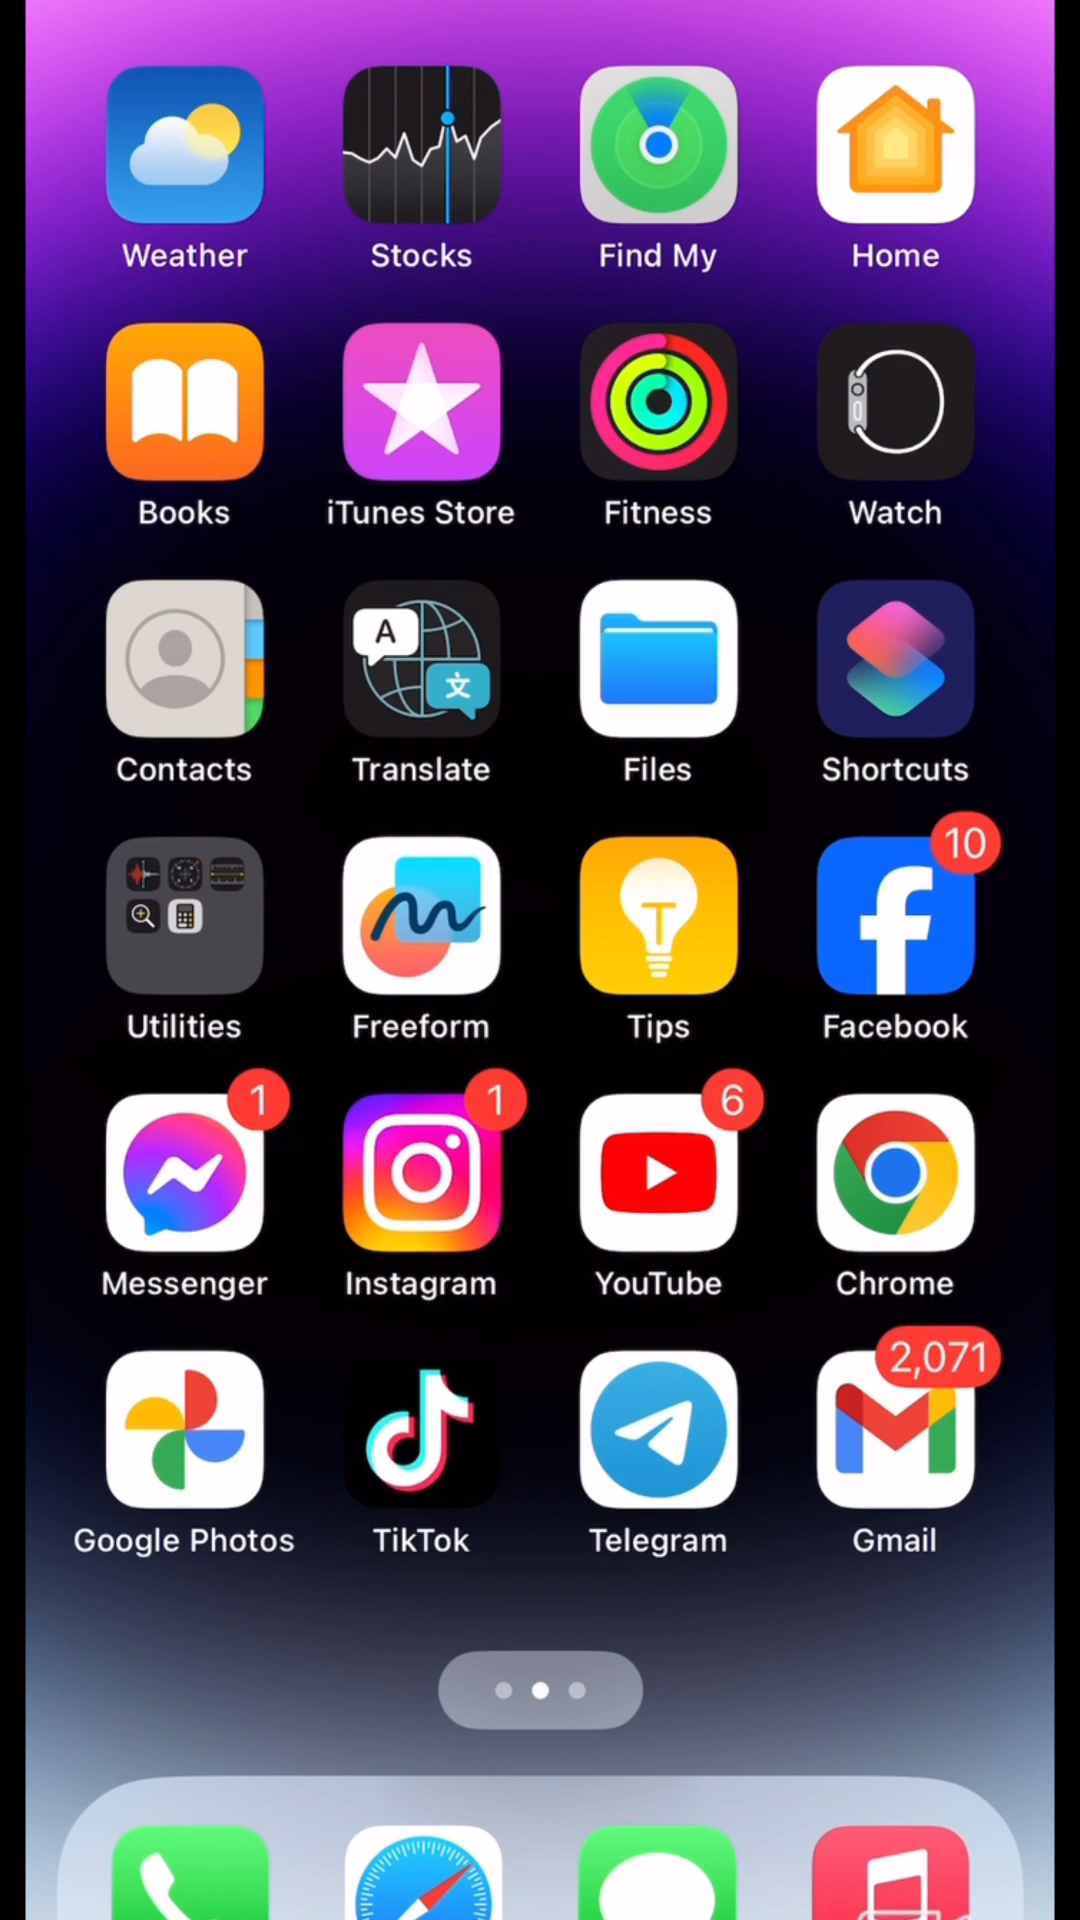 Weather Stocks Find My Home
Books iTunes Store Fitness Watch
A
文
Contacts Translate Files Shortcuts
10
Utilities Freeform Tips Facebook
1 1 6
Messenger Instagram YouTube Chrome
2,071
Google Photos TikTok Telegram Gmail